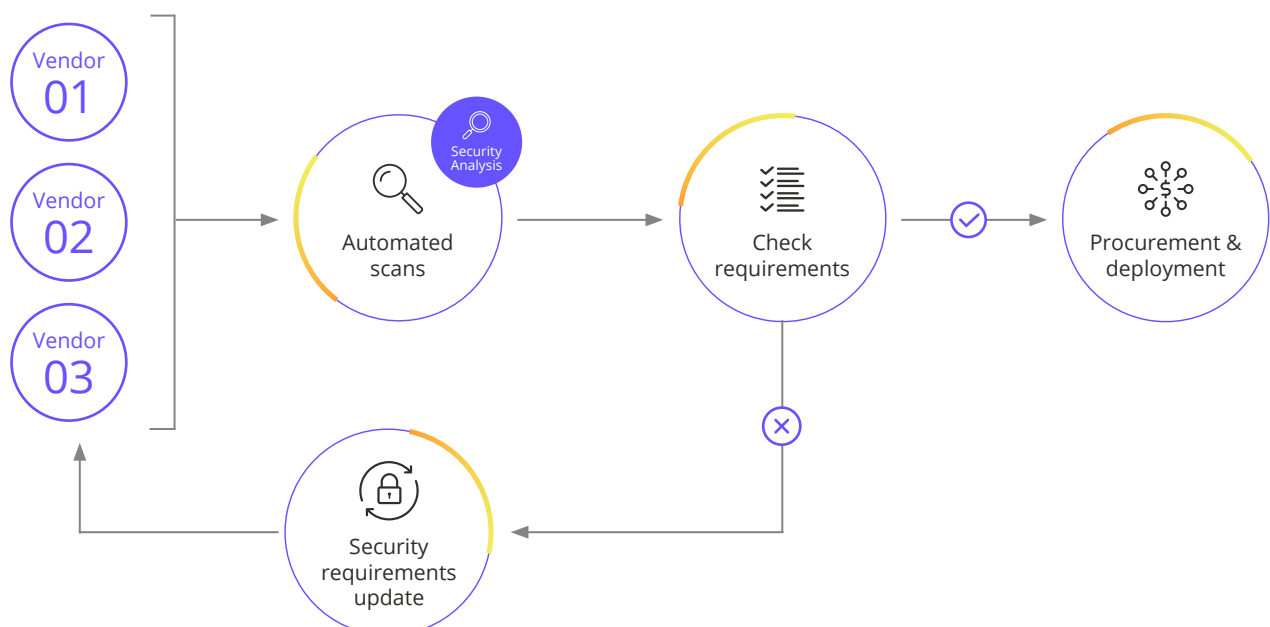 Vendor
01
Vendor
02
Vendor
03
Security
Analysis
Automated
scans
Check
requirements
Procurement &
deployment
Security
requirements
update